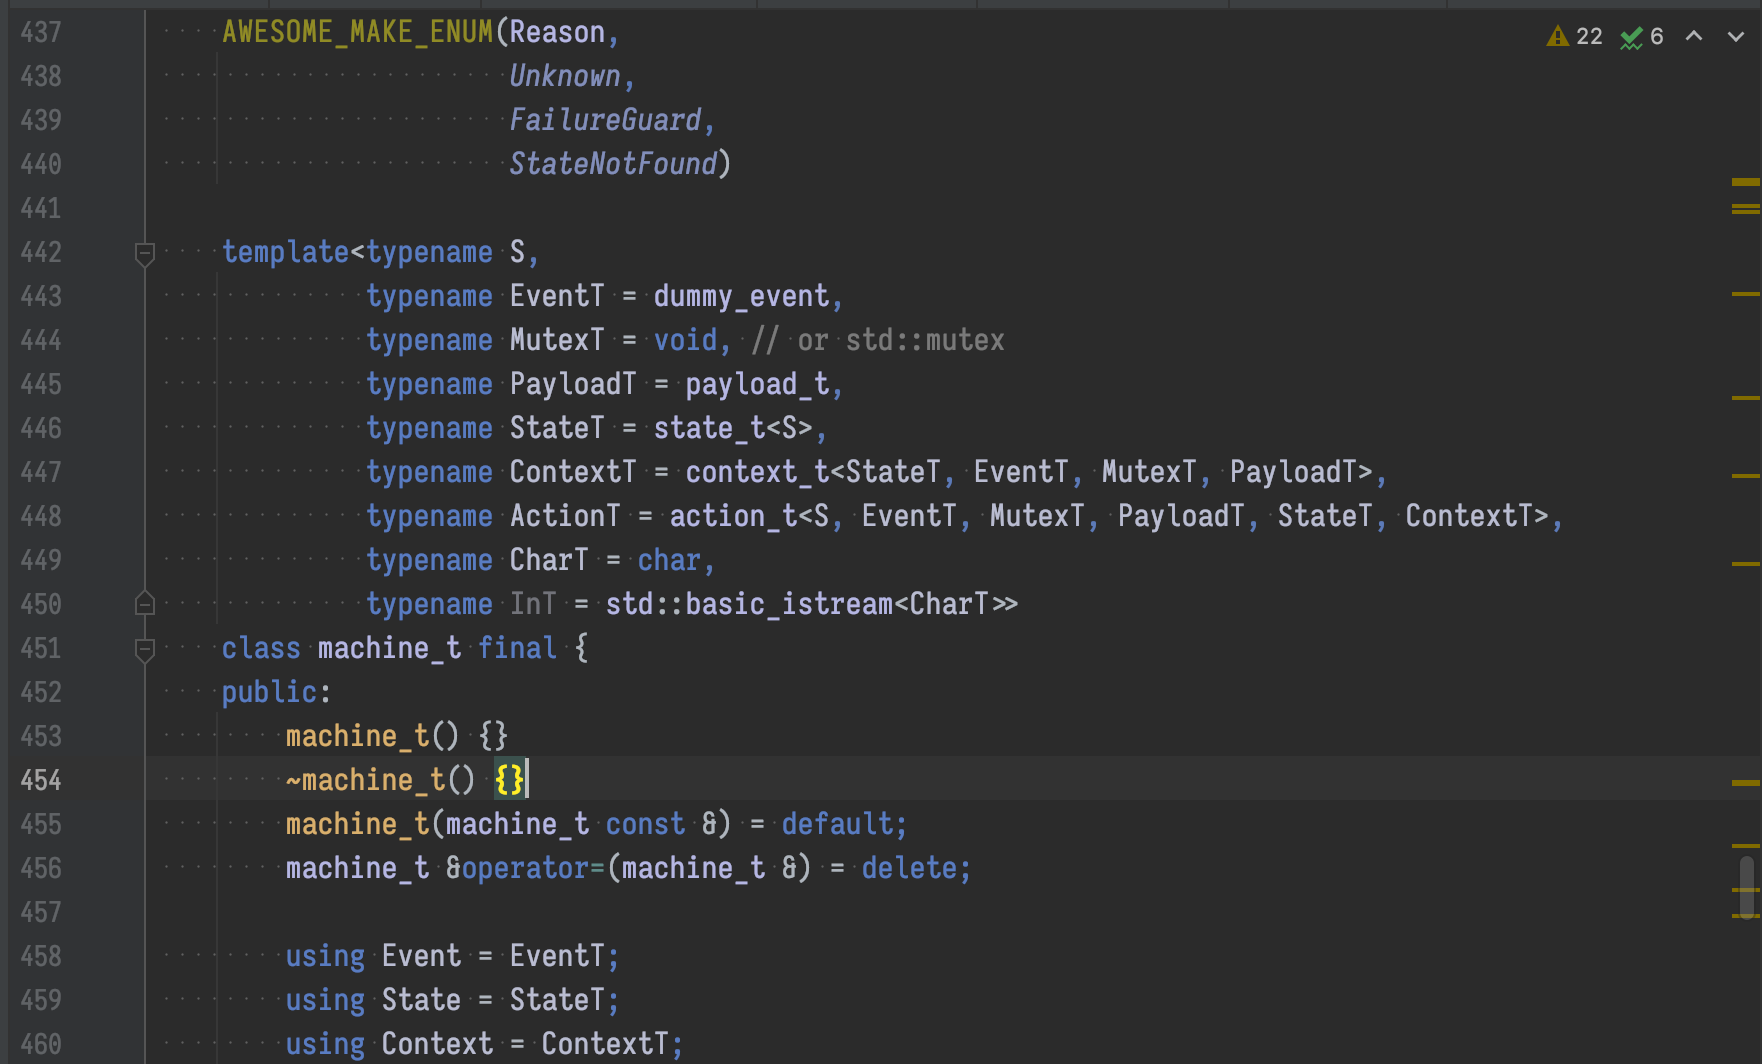 437 AWESOME_MAKE_ENUM(Reason,
22 6
438 Unknown,
439 FailureGuard,
440 StateNotFound)
441
442 template<typename S,
443 typename EventT = dummy_event,
444 typename MutexT = void, // or std::mutex
445 typename PayloadT = payload_t,
446 typename StateT = state_t<S>,
447 typename ContextT = context_t<StateT, EventT, MutexT, PayloadT>,
448 typename ActionT = action_t<S, EventT, MutexT, PayloadT, StateT, ContextT>,
449 typename CharT = char,
450 typename InT = std::basic_istream<CharT>>
451 class machine_t final {
452 public:
453 machine_t() {}
454 ~machine_t() {}
455 machine_t(machine_t const &) = default;
456 machine_t &operator=(machine_t &) = delete;
457
458 using Event = EventT;
459 using State = StateT;
460 using Context = ContextT;